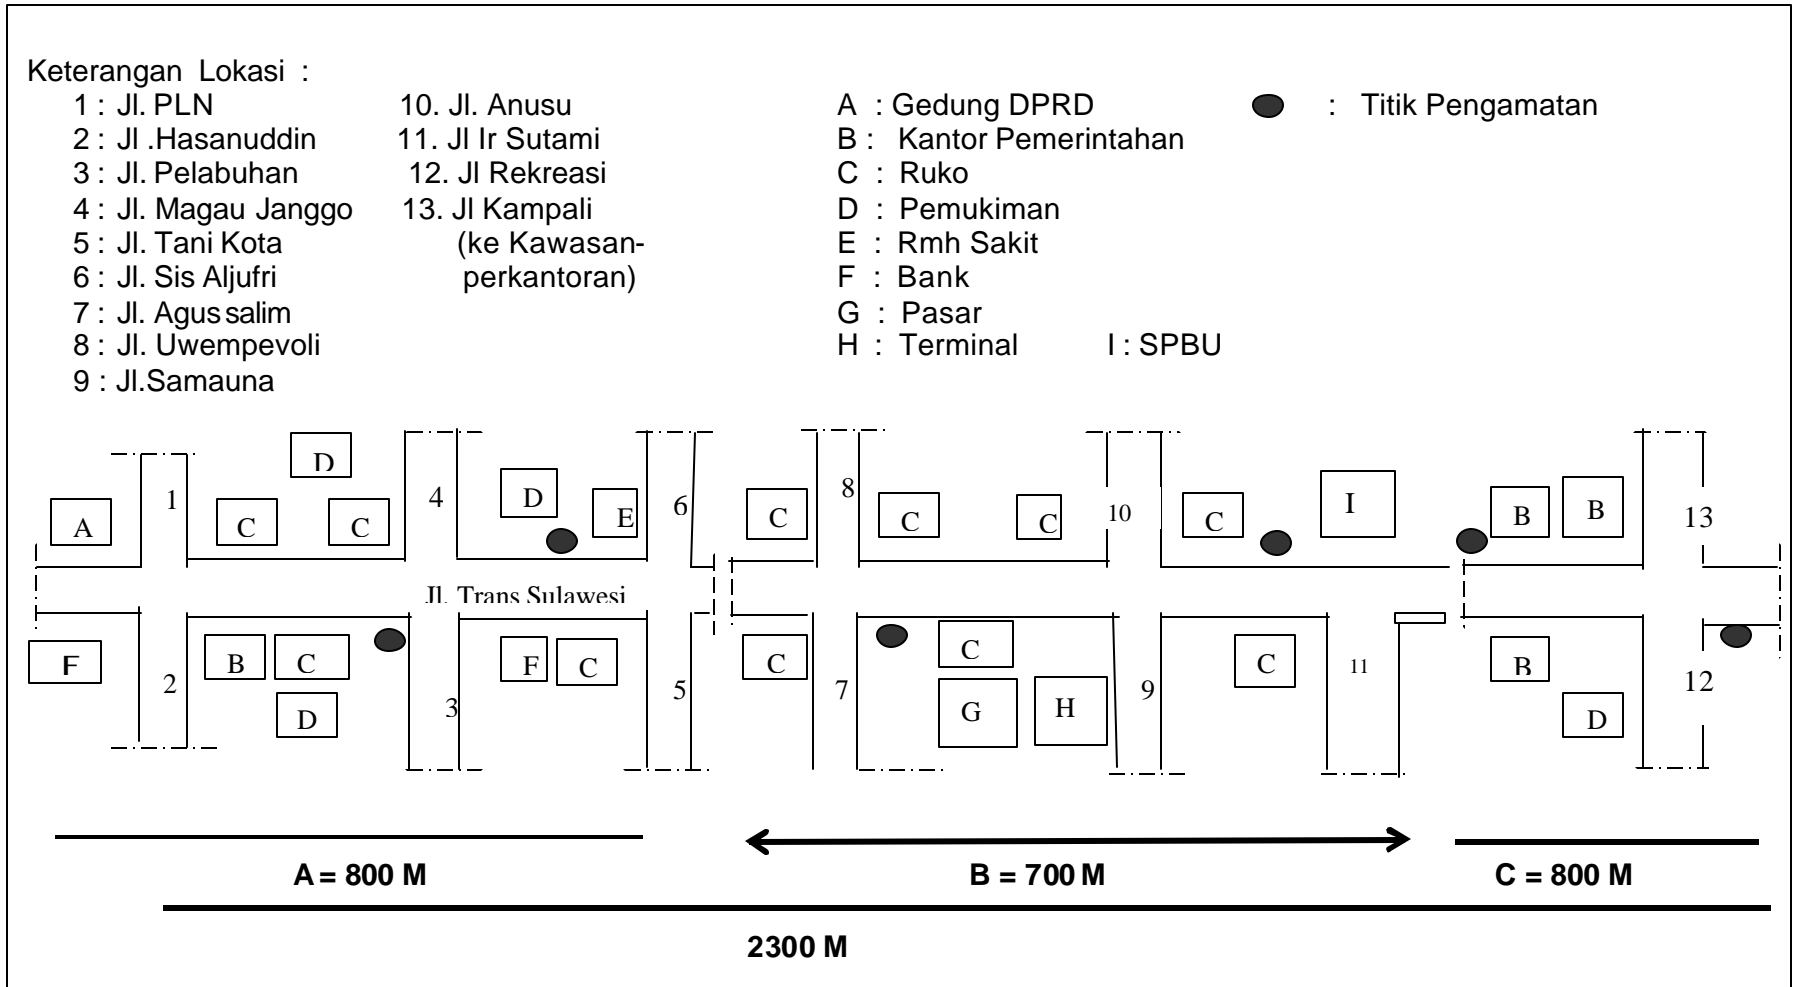 Keterangan Lokasi :
1 : Jl. PLN 10. Jl. Anusu A : Gedung DPRD : Titik Pengamatan
2 : Jl .Hasanuddin 11. Jl Ir Sutami B : Kantor Pemerintahan
3 : Jl. Pelabuhan 12. Jl Rekreasi C : Ruko
4 : Jl. Magau Janggo 13. Jl Kampali D : Pemukiman
5 : Jl. Tani Kota (ke Kawasan- E : Rmh Sakit
6 : Jl. Sis Aljufri perkantoran) F : Bank
7 : Jl. Agus salim G : Pasar
8 : Jl. Uwempevoli H : Terminal I : SPBU
9 : Jl.Samauna
D
A 1 C C 4 D E 6 C 8 C C 10 C I B B 13
Jl. Trans Sulawesi
F B C F C C C C B
2 D 3 5 7 G H 9 11 D 12
A = 800 M B = 700 M C = 800 M
2300 M